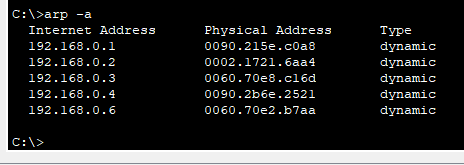 C:\>arp -a
Internet Address Physical Address Type
192.168.0.1 0090.215e.c0a8 dynamic
192.168.0.2 0002.1721.6aa4 dynamic
192.168.0.3 0060.70e8.c16d dynamic
192.168.0.4 0090.2b6e.2521 dynamic
192.168.0.6 0060.70e2.b7aa dynamic
C:\>